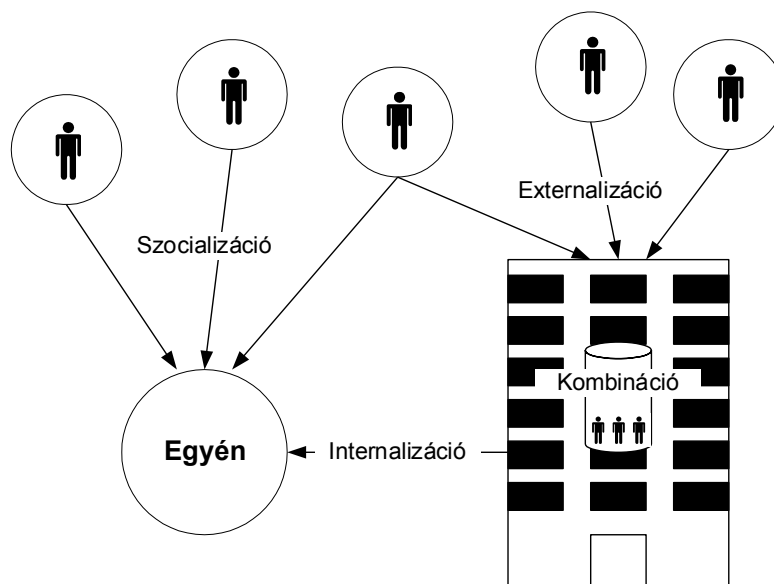 Externalizáció
Szocializáció
Kombináció
Egyén
Internalizáció